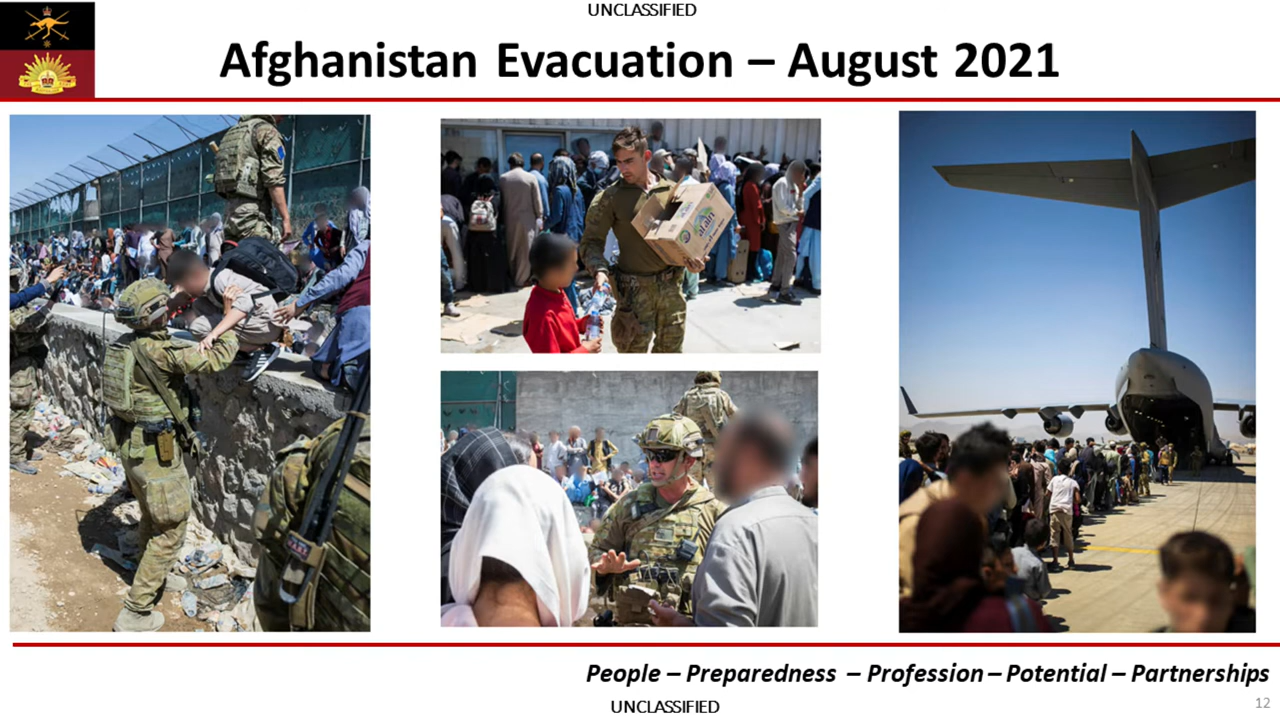 UNCLASSIFIED
Afghanistan Evacuation – August 2021
People – Preparedness – Profession – Potential – Partnerships
12
UNCLASSIFIED